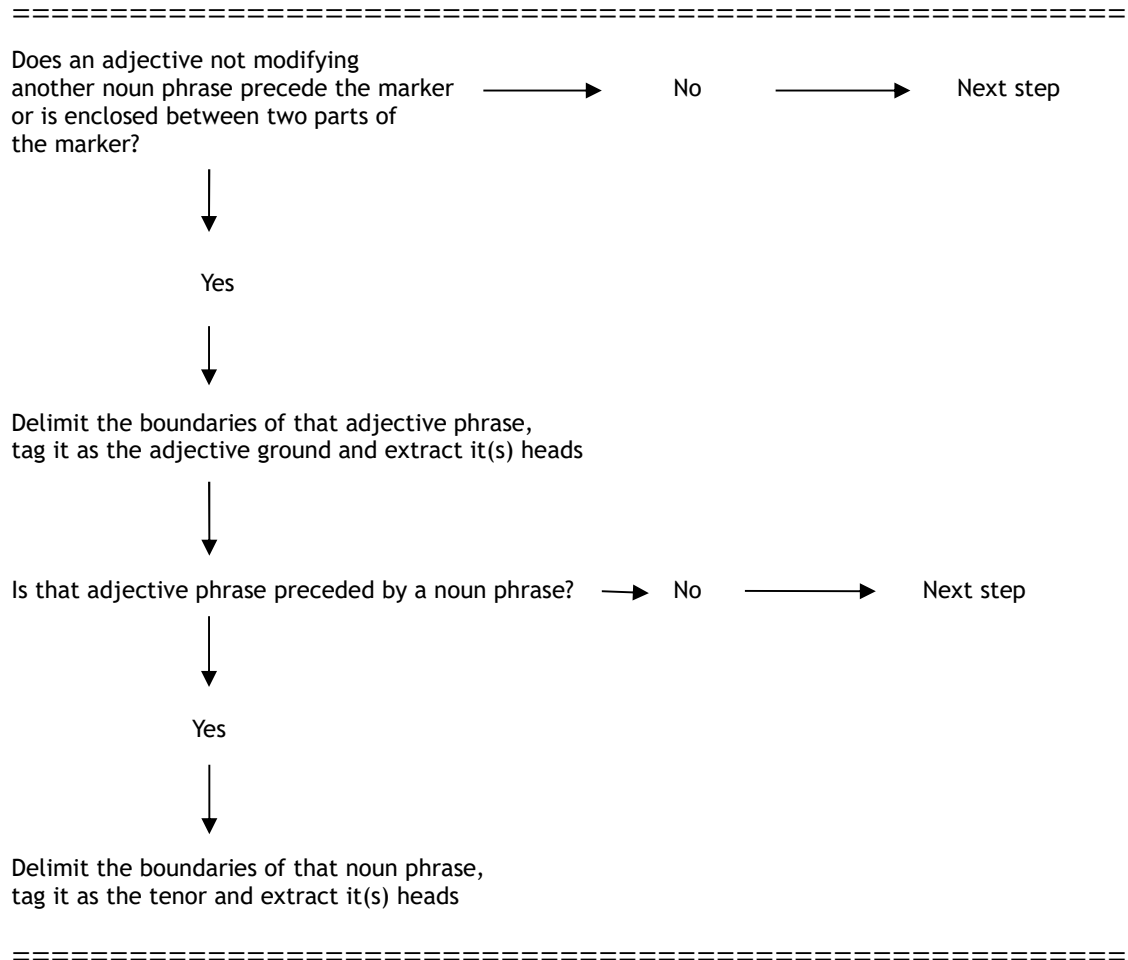 =========================================================
Does an adjective not modifying
another noun phrase precede the marker No Next step
or is enclosed between two parts of
the marker?
Yes
Delimit the boundaries of that adjective phrase,
tag it as the adjective ground and extract it(s) heads
Is that adjective phrase preceded by a noun phrase? No Next step
Yes
Delimit the boundaries of that noun phrase,
tag it as the tenor and extract it(s) heads
=========================================================